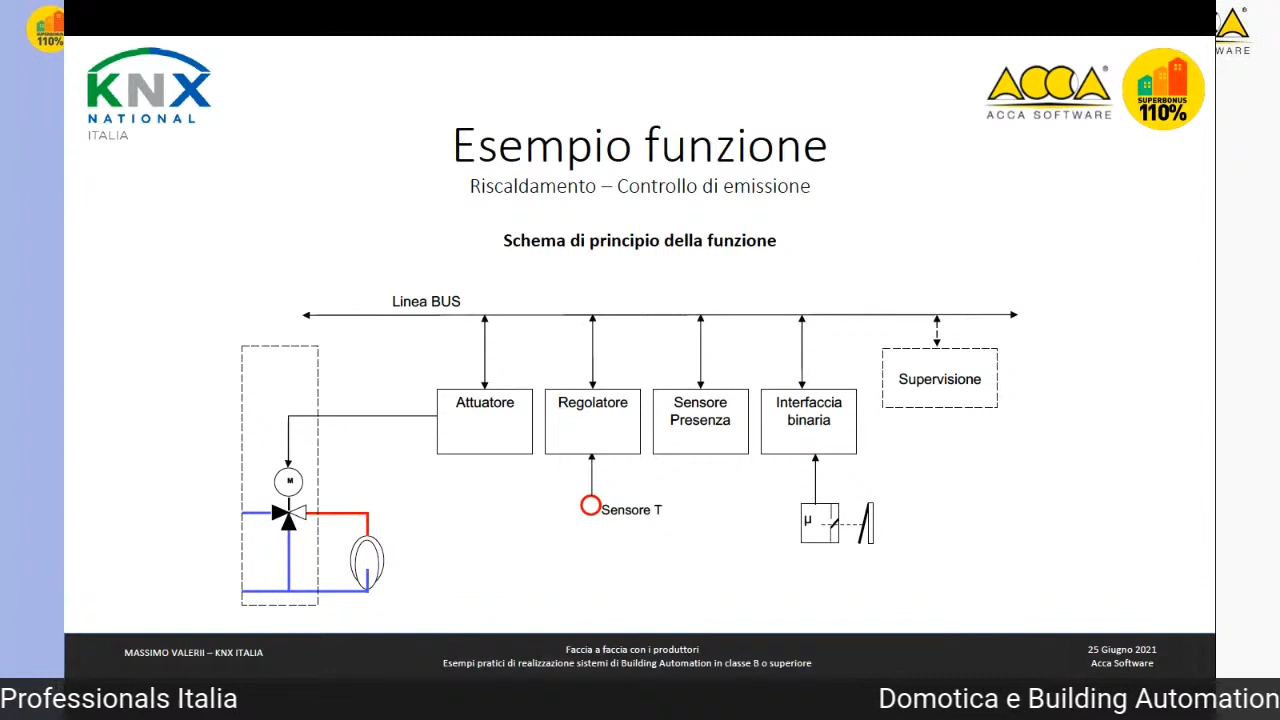 110%
WARE
KNX
NATIONAL
ITALIA
ACCA
ACCA SOFTWARE
SUPERBONUS
110%
Esempio funzione
Riscaldamento – Controllo di emissione
Schema di principio della funzione
Linea BUS
Attuatore
Regolatore
Sensore
Presenza
Interfaccia
binaria
Supervisione
M
Sensore T
μ
MASSIMO VALERII – KNX ITALIA
Faccia a faccia con i produttori
Esempi pratici di realizzazione sistemi di Building Automation in classe B o superiore
25 Giugno 2021
Acca Software
Professionals Italia
Domotica e Building Automation